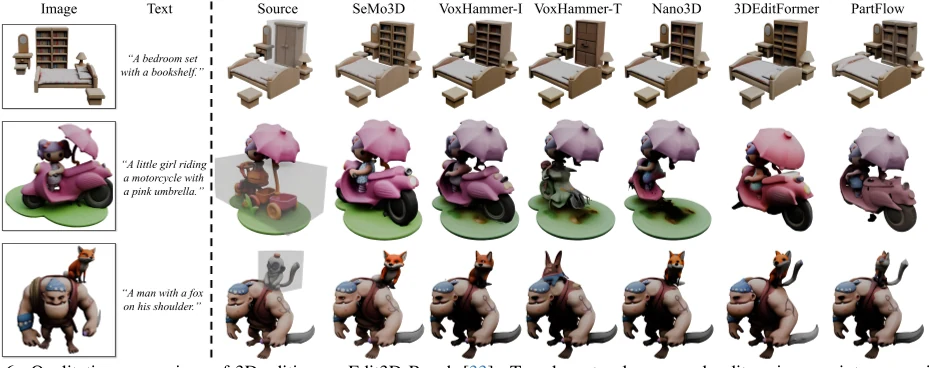 Image Text Source SeMo3D VoxHammer-I VoxHammer-T Nano3D 3DEditFormer PartFlow
“A bedroom set
with a bookshelf.”
“A little girl riding
a motorcycle with
a pink umbrella.”
“A man with a fox
on his shoulder.”